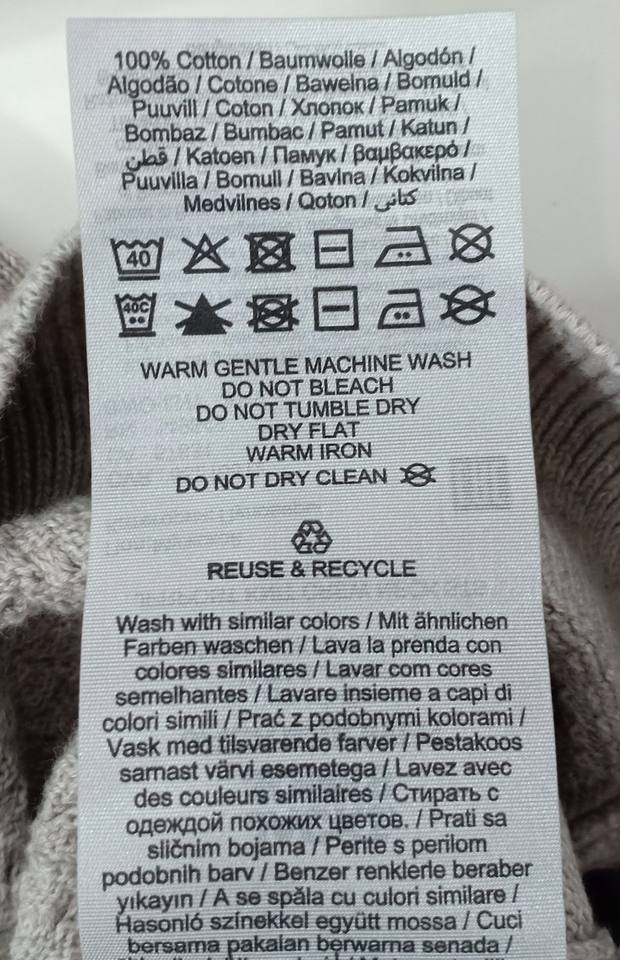 100% Cotton / Baumwolle / Algodón /
Algodão / Cotone / Bawełna / Bomuld /
Puuvill / Coton / Хлопок / Pamuk /
Bombaž / Bumbac / Pamut / Katun /
قطن / Katoen / Памук / βαμβακερό /
Puuvilla / Bomull / Bavlna / Kokvilna /
Medvilnės / Qoton / کتانی
40
40C
WARM GENTLE MACHINE WASH
DO NOT BLEACH
DO NOT TUMBLE DRY
DRY FLAT
WARM IRON
DO NOT DRY CLEAN
REUSE & RECYCLE
Wash with similar colors / Mit ähnlichen
Farben waschen / Lava la prenda con
colores similares / Lavar com cores
semelhantes / Lavare insieme a capi di
colori simili / Prać z podobnymi kolorami /
Vask med tilsvarende farver / Pestakoos
samast värvi esemetega / Lavez avec
des couleurs similaires / Стирать с
одеждой похожих цветов. / Prati sa
sličnim bojama / Perite s perilom
podobnih barv / Benzer renklerle beraber
yıkayın / A se spăla cu culori similare /
Hasonló színekkel együtt mossa / Cuci
bersama pakaian berwarna senada /